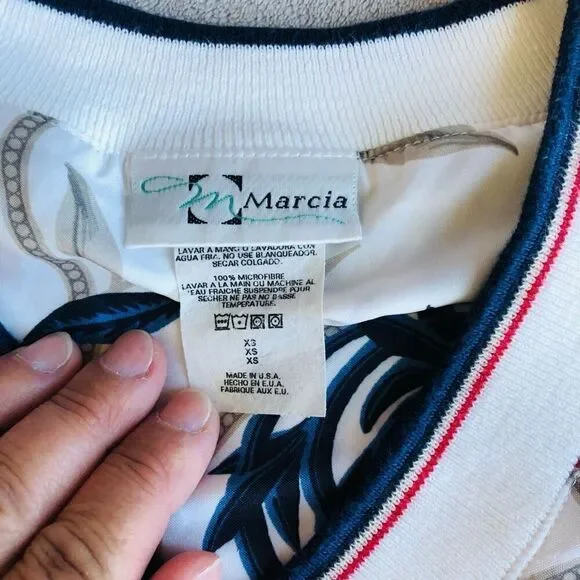 m Marcia
LAVAR A MANO O LAVADORA CON
AGUA FRIA, NO USE BLANQUEADOR.
SECAR COLGADO.
100% MICROFIBRE
LAVAR A LA MAIN OU MACHINE AL
'EAU FRAICHE SUSPENDRE, POUR
SECHER NE PAS NO BASSE
TEMPERATURE.
XS
XS
XS
MADE IN U.S.A.
HECHO EN E.U.A.
FABRIQUE AUX E.U.